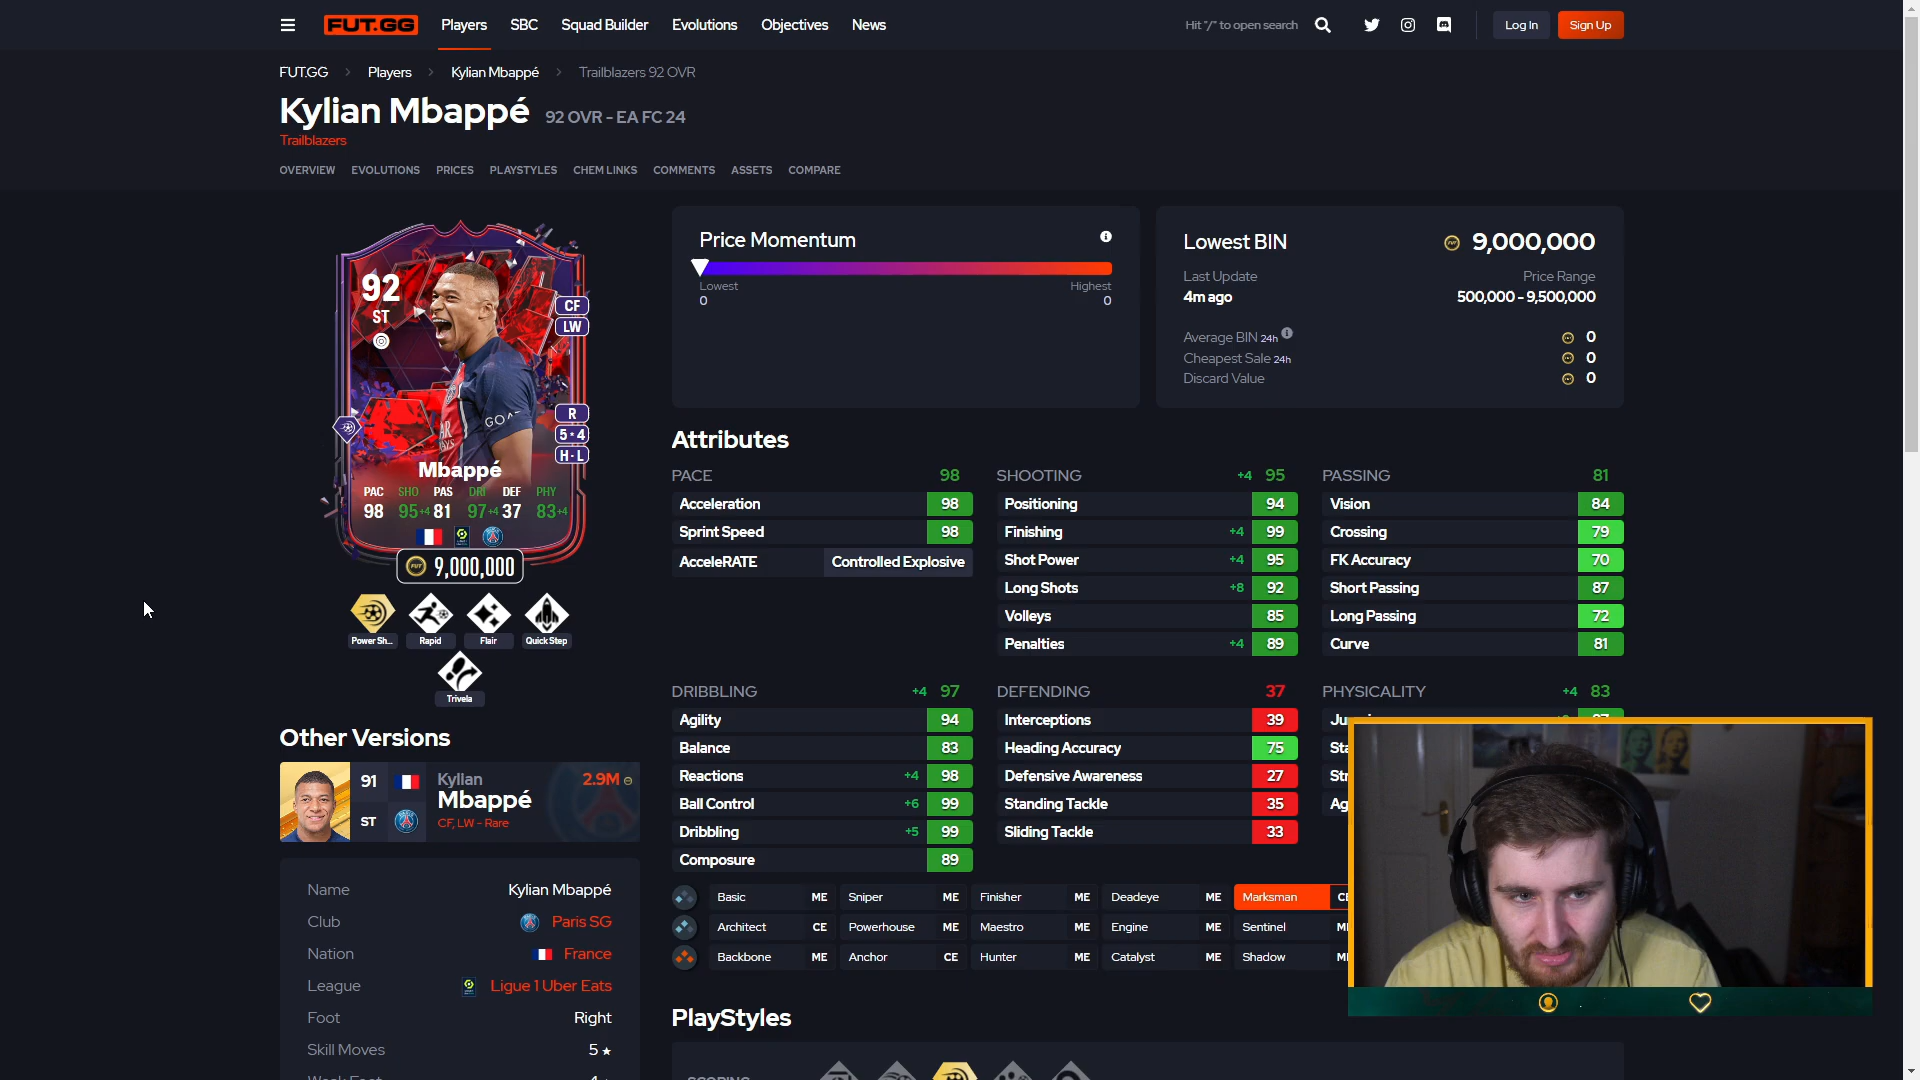 FUT.GG
Players
SBC
Squad Builder
Evolutions
Objectives
News
Hit "/" to open search
Log In
Sign Up
FUT.GG > Players > Kylian Mbappé > Trailblazers 92 OVR
Kylian Mbappé 92 OVR - EA FC 24
Trailblazers
OVERVIEW EVOLUTIONS PRICES PLAYSTYLES CHEM LINKS COMMENTS ASSETS COMPARE
92
ST
CF
LW
R
5 4
H-L
GOAT
Mbappé
PAC SHO PAS DRI DEF PHY
98 95+4 81 97+4 37 83+4
9,000,000
Power Sh...
Rapid
Flair
Quick Step
Trivela
Price Momentum
Lowest
0
Highest
0
Lowest BIN
9,000,000
Last Update
4m ago
Price Range
500,000 - 9,500,000
Average BIN 24h 0
Cheapest Sale 24h 0
Discard Value 0
Attributes
PACE 98
Acceleration 98
Sprint Speed 98
AcceleRATE Controlled Explosive
SHOOTING +4 95
Positioning 94
Finishing +4 99
Shot Power +4 95
Long Shots +8 92
Volleys 85
Penalties +4 89
PASSING 81
Vision 84
Crossing 79
FK Accuracy 70
Short Passing 87
Long Passing 72
Curve 81
DRIBBLING +4 97
Agility 94
Balance 83
Reactions +4 98
Ball Control +6 99
Dribbling +5 99
Composure 89
DEFENDING 37
Interceptions 39
Heading Accuracy 75
Defensive Awareness 27
Standing Tackle 35
Sliding Tackle 33
PHYSICALITY +4 83
Basic ME Sniper ME Finisher ME Deadeye ME Marksman
Architect CE Powerhouse ME Maestro ME Engine ME Sentinel
Backbone ME Anchor CE Hunter ME Catalyst ME Shadow
PlayStyles
Other Versions
91
ST
Kylian
Mbappé
CF, LW - Rare
2.9M
Name Kylian Mbappé
Club Paris SG
Nation France
League Ligue 1 Uber Eats
Foot Right
Skill Moves 5